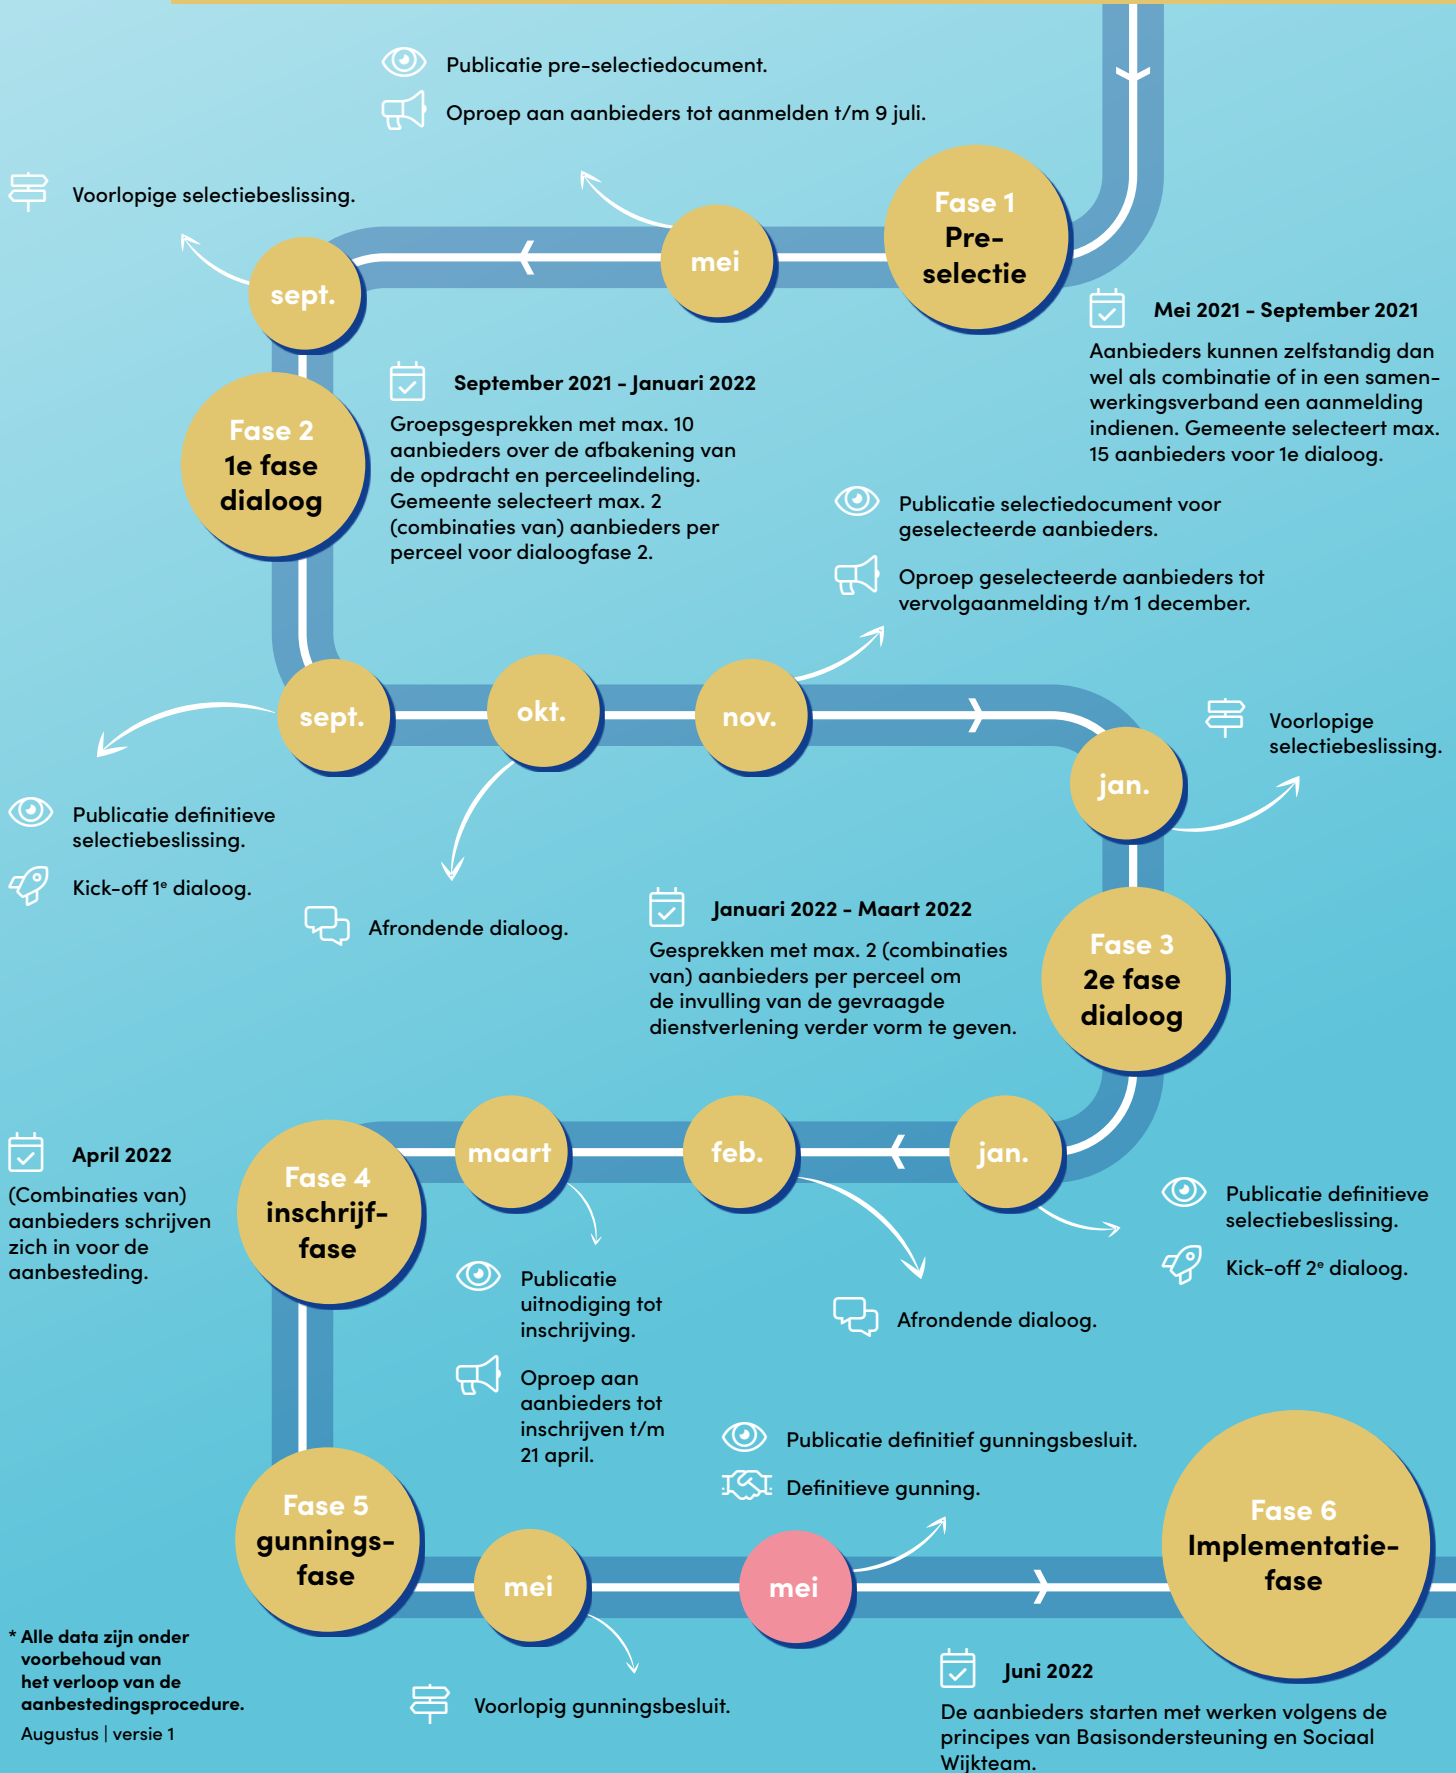 Publicatie pre-selectiedocument.
Oproep aan aanbieders tot aanmelden t/m 9 juli.
Fase 1
Pre-
selectie
mei
Voorlopige selectiebeslissing.
sept.
Mei 2021 - September 2021
Aanbieders kunnen zelfstandig dan
wel als combinatie of in een samen-
werkingsverband een aanmelding
indienen. Gemeente selecteert max.
15 aanbieders voor 1e dialoog.
Fase 2
1e fase
dialoog
September 2021 - Januari 2022
Groepsgesprekken met max. 10
aanbieders over de afbakening van
de opdracht en perceelindeling.
Gemeente selecteert max. 2
(combinaties van) aanbieders per
perceel voor dialoogfase 2.
Publicatie selectiedocument voor
geselecteerde aanbieders.
Oproep geselecteerde aanbieders tot
vervolgaanmelding t/m 1 december.
sept.
okt.
nov.
jan.
Voorlopige
selectiebeslissing.
Publicatie definitieve
selectiebeslissing.
Kick-off 1e dialoog.
Afrondende dialoog.
Januari 2022 - Maart 2022
Gesprekken met max. 2 (combinaties
van) aanbieders per perceel om
de invulling van de gevraagde
dienstverlening verder vorm te geven.
Fase 3
2e fase
dialoog
jan.
feb.
maart
Publicatie definitieve
selectiebeslissing.
Kick-off 2e dialoog.
Afrondende dialoog.
Publicatie
uitnodiging tot
inschrijving.
Oproep aan
aanbieders tot
inschrijven t/m
21 april.
Fase 4
inschrijf-
fase
April 2022
(Combinaties van)
aanbieders schrijven
zich in voor de
aanbesteding.
Fase 5
gunnings-
fase
mei
Voorlopig gunningsbesluit.
mei
Publicatie definitief gunningsbesluit.
Definitieve gunning.
Fase 6
Implementatie-
fase
Juni 2022
De aanbieders starten met werken volgens de
principes van Basisondersteuning en Sociaal
Wijkteam.
* Alle data zijn onder
voorbehoud van
het verloop van de
aanbestedingsprocedure.
Augustus | versie 1